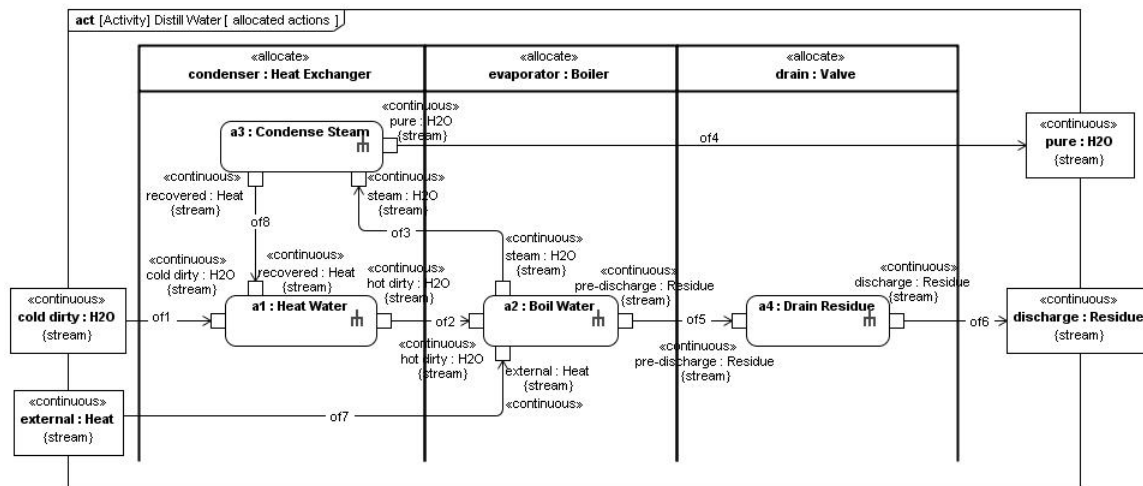 act [Activity] Distill Water [ allocated actions ]
«allocate»
condenser : Heat Exchanger
«allocate»
evaporator : Boiler
«allocate»
drain : Valve
«continuous»
pure : H2O
{stream}
a3 : Condense Steam
of4
«continuous»
pure : H2O
{stream}
«continuous»
recovered : Heat
{stream}
«continuous»
steam : H2O
{stream}
of8
of3
«continuous»
cold dirty : H2O
{stream}
«continuous»
recovered : Heat
{stream}
«continuous»
hot dirty : H2O
{stream}
«continuous»
steam : H2O
{stream}
«continuous»
pre-discharge : Residue
{stream}
«continuous»
discharge : Residue
{stream}
«continuous»
cold dirty : H2O
{stream}
of1
a1 : Heat Water
of2
a2 : Boil Water
of5
a4 : Drain Residue
of6
«continuous»
discharge : Residue
{stream}
«continuous»
hot dirty : H2O
{stream}
external : Heat
{stream}
«continuous»
«continuous»
pre-discharge : Residue
{stream}
«continuous»
external : Heat
{stream}
of7